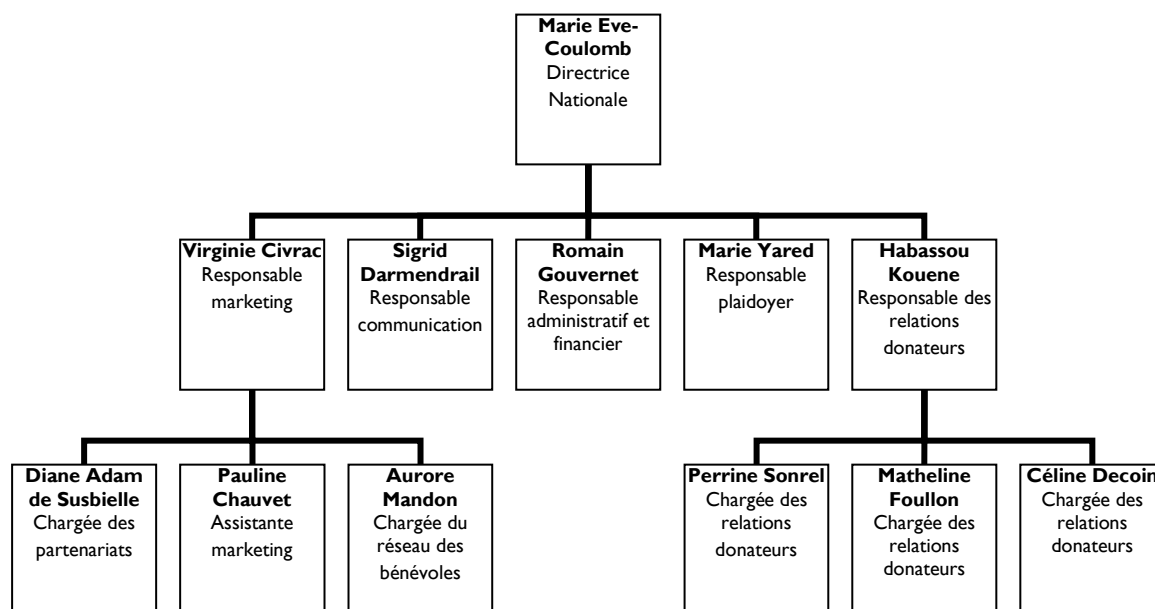 Marie Eve-
Coulomb
Directrice
Nationale
Virginie Civrac
Responsable
marketing
Sigrid
Darmendrail
Responsable
communication
Romain
Gouvernet
Responsable
administratif et
financier
Marie Yared
Responsable
plaidoyer
Habassou
Kouene
Responsable des
relations
donateurs
Diane Adam
de Susbielle
Chargée des
partenariats
Pauline
Chauvet
Assistante
marketing
Aurore
Mandon
Chargée du
réseau des
bénévoles
Perrine Sonrel
Chargée des
relations
donateurs
Matheline
Foullon
Chargée des
relations
donateurs
Céline Decoin
Chargée des
relations
donateurs